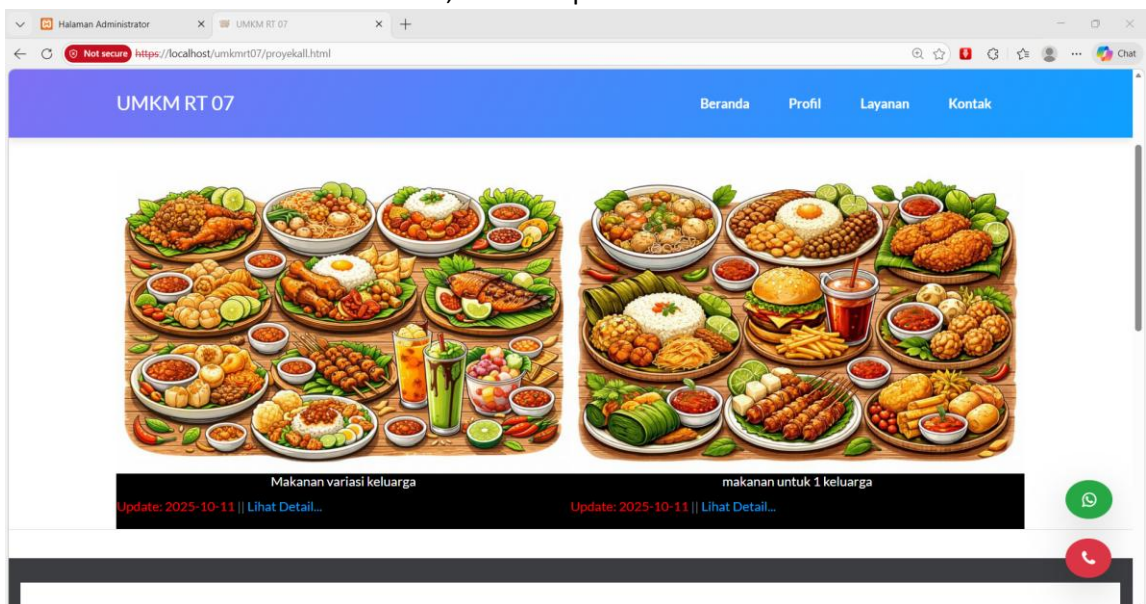 Halaman Administrator
UMKM RT 07
Not secure https://localhost/umkmrt07/proyekall.html
Chat
UMKM RT 07
Beranda Profil Layanan Kontak
Makanan variasi keluarga
Update: 2025-10-11 || Lihat Detail...
makanan untuk 1 keluarga
Update: 2025-10-11 || Lihat Detail...